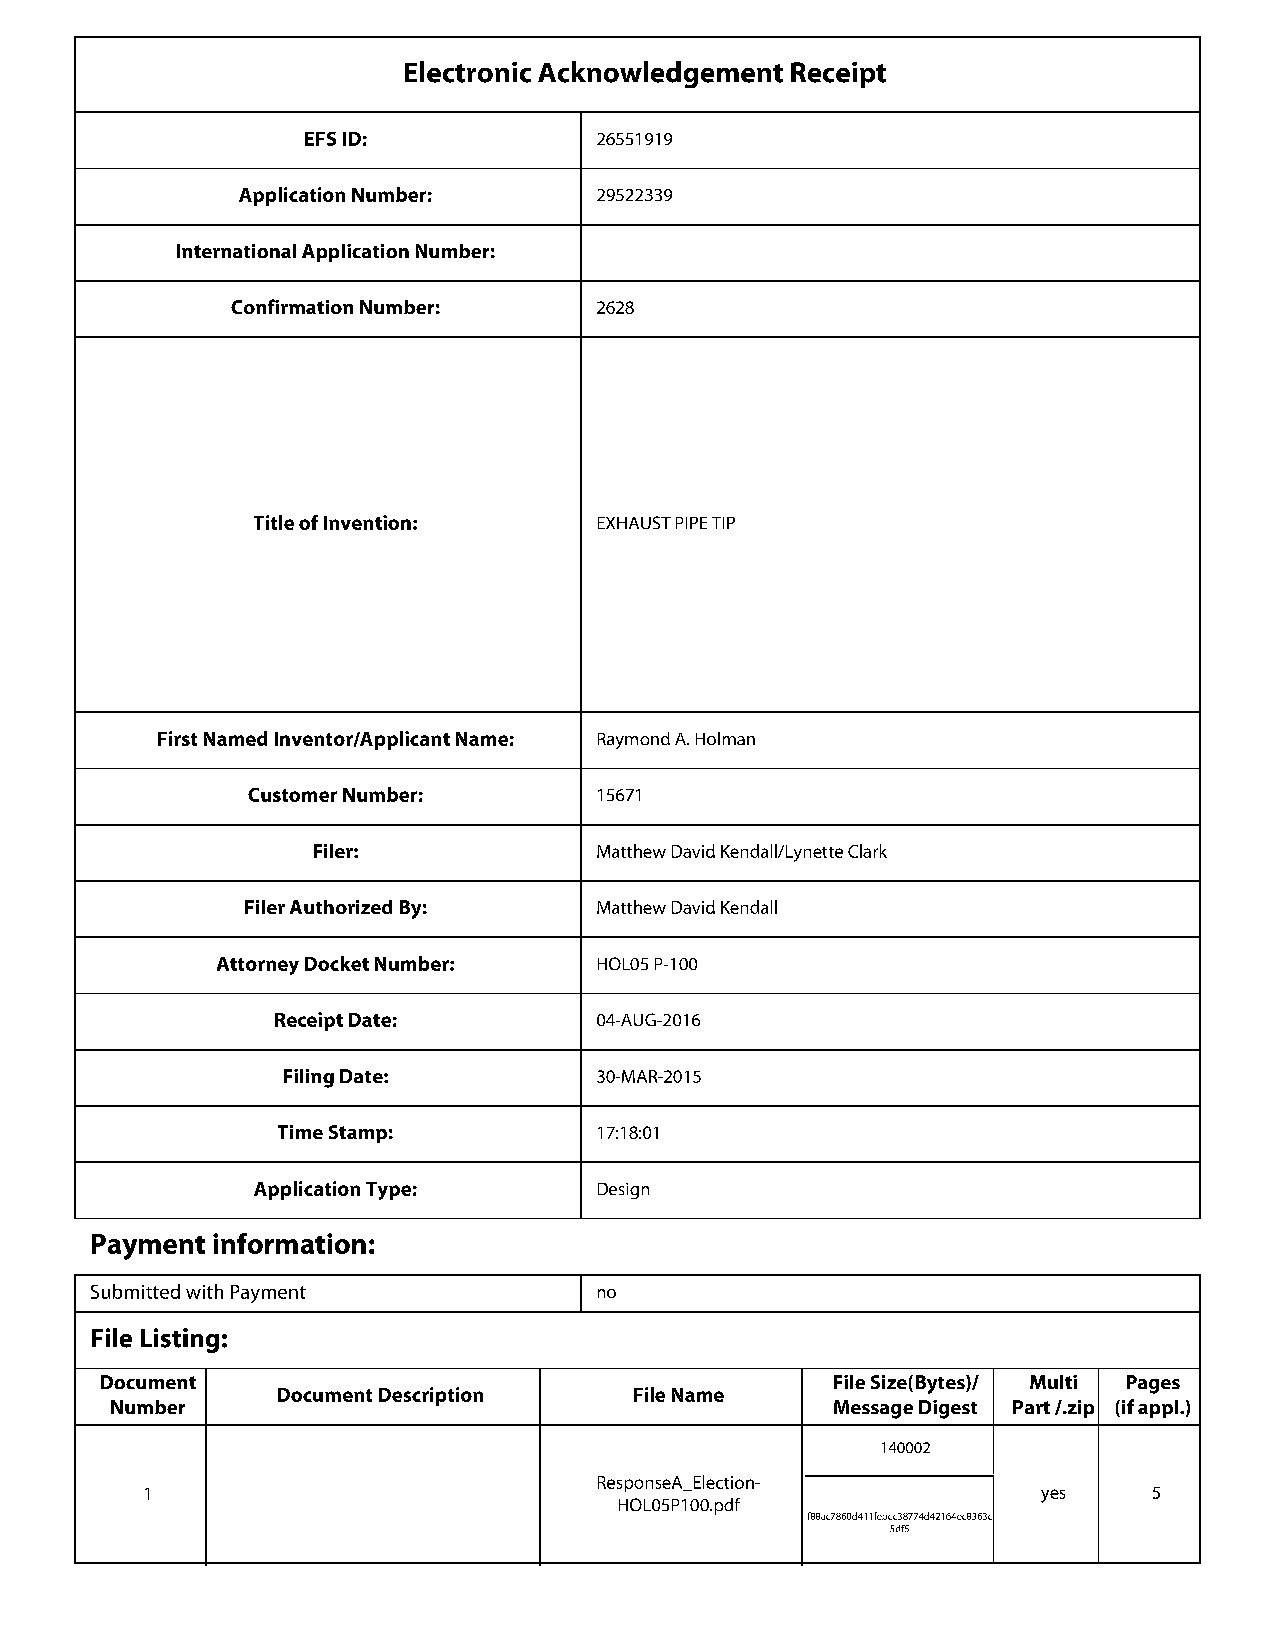 Electronic Acknowledgement Receipt
EFS ID: 26551919
Application Number: 29522339
International Application Number:
Confirmation Number: 2628
Title of Invention: EXHAUST PIPE TIP
First Named Inventor/Applicant Name: Raymond A. Holman
Customer Number: 15671
Filer: Matthew David Kendall/Lynette Clark
Filer Authorized By: Matthew David Kendall
Attorney Docket Number: HOL05 P-100
Receipt Date: 04-AUG-2016
Filing Date: 30-MAR-2015
Time Stamp: 17:18:01
Application Type: Design
Payment information:
Submitted with Payment no
File Listing:
Document Number Document Description File Name File Size(Bytes)/ Message Digest Multi Part /.zip Pages (if appl.)
140002
1 ResponseA_Election-HOL05P100.pdf yes 5
5df5